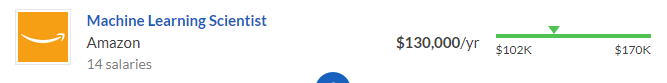 Machine Learning Scientist
Amazon
14 salaries
$130,000/yr
$102K $170K